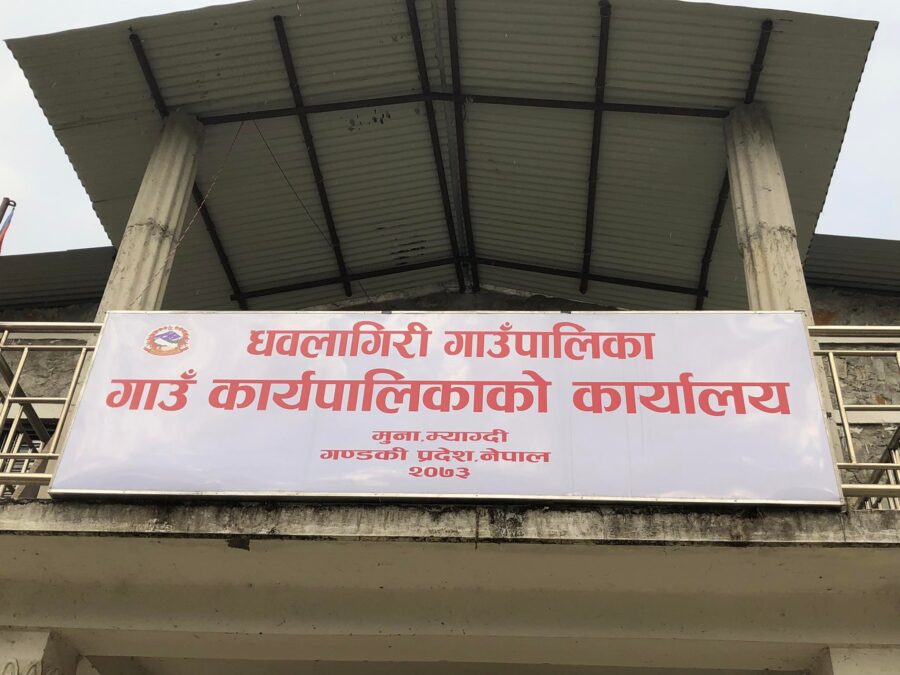 धवलागिरी गाउँपालिका
गाउँ कार्यपालिकाको कार्यालय
मुना,म्याग्दी
गण्डकी प्रदेश,नेपाल
२०७३